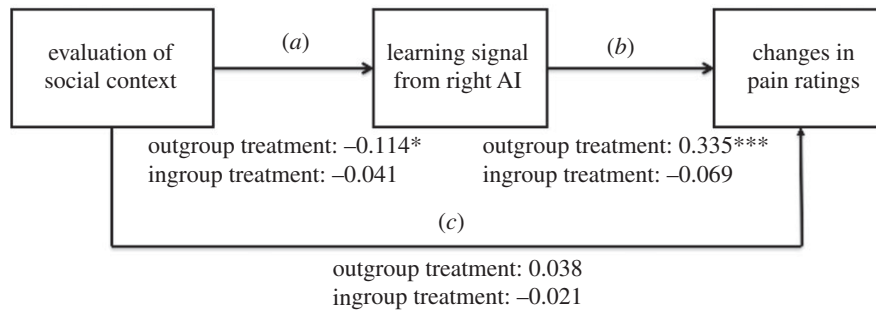 evaluation of
social context
(a)
learning signal
from right AI
(b)
changes in
pain ratings
outgroup treatment: –0.114*
ingroup treatment: –0.041
outgroup treatment: 0.335***
ingroup treatment: –0.069
(c)
outgroup treatment: 0.038
ingroup treatment: –0.021